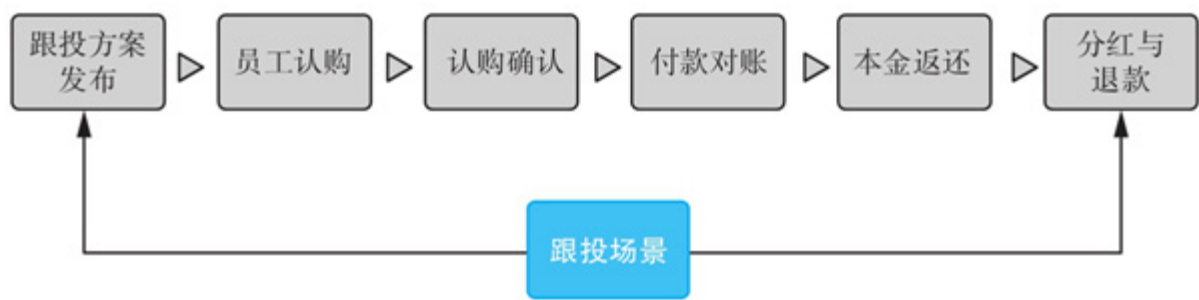 跟投方案
发布
员工认购
认购确认
付款对账
本金返还
分红与
退款
跟投场景